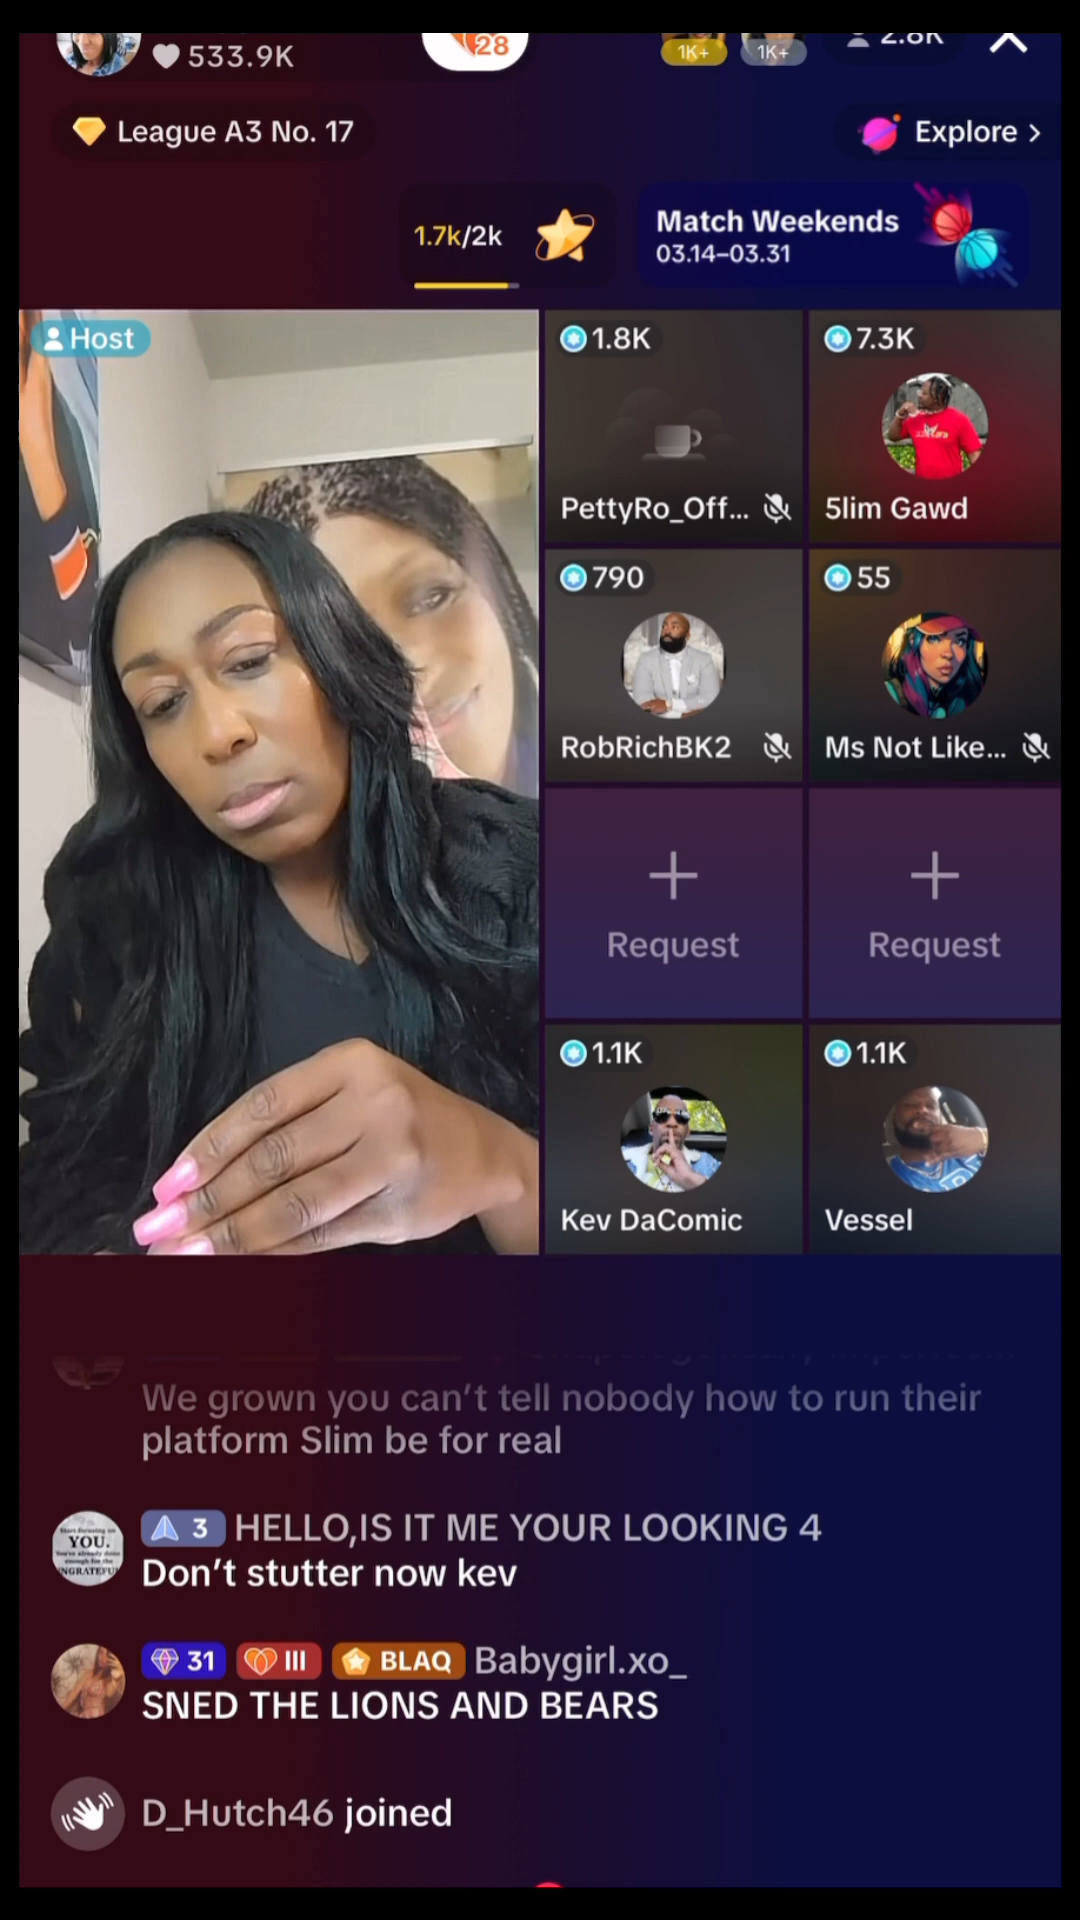 533.9K
28
1K+
1K+
2.8K
League A3 No. 17
Explore >
1.7k/2k
Match Weekends
03.14–03.31
Host
1.8K
7.3K
PettyRo_Off...
5lim Gawd
790
55
RobRichBK2
Ms Not Like...
Request
Request
1.1K
1.1K
Kev DaComic
Vessel
We grown you can't tell nobody how to run their
platform Slim be for real
YOU.
3 HELLO,IS IT ME YOUR LOOKING 4
Don't stutter now kev
31 III BLAQ Babygirl.xo_
SNED THE LIONS AND BEARS
D_Hutch46 joined